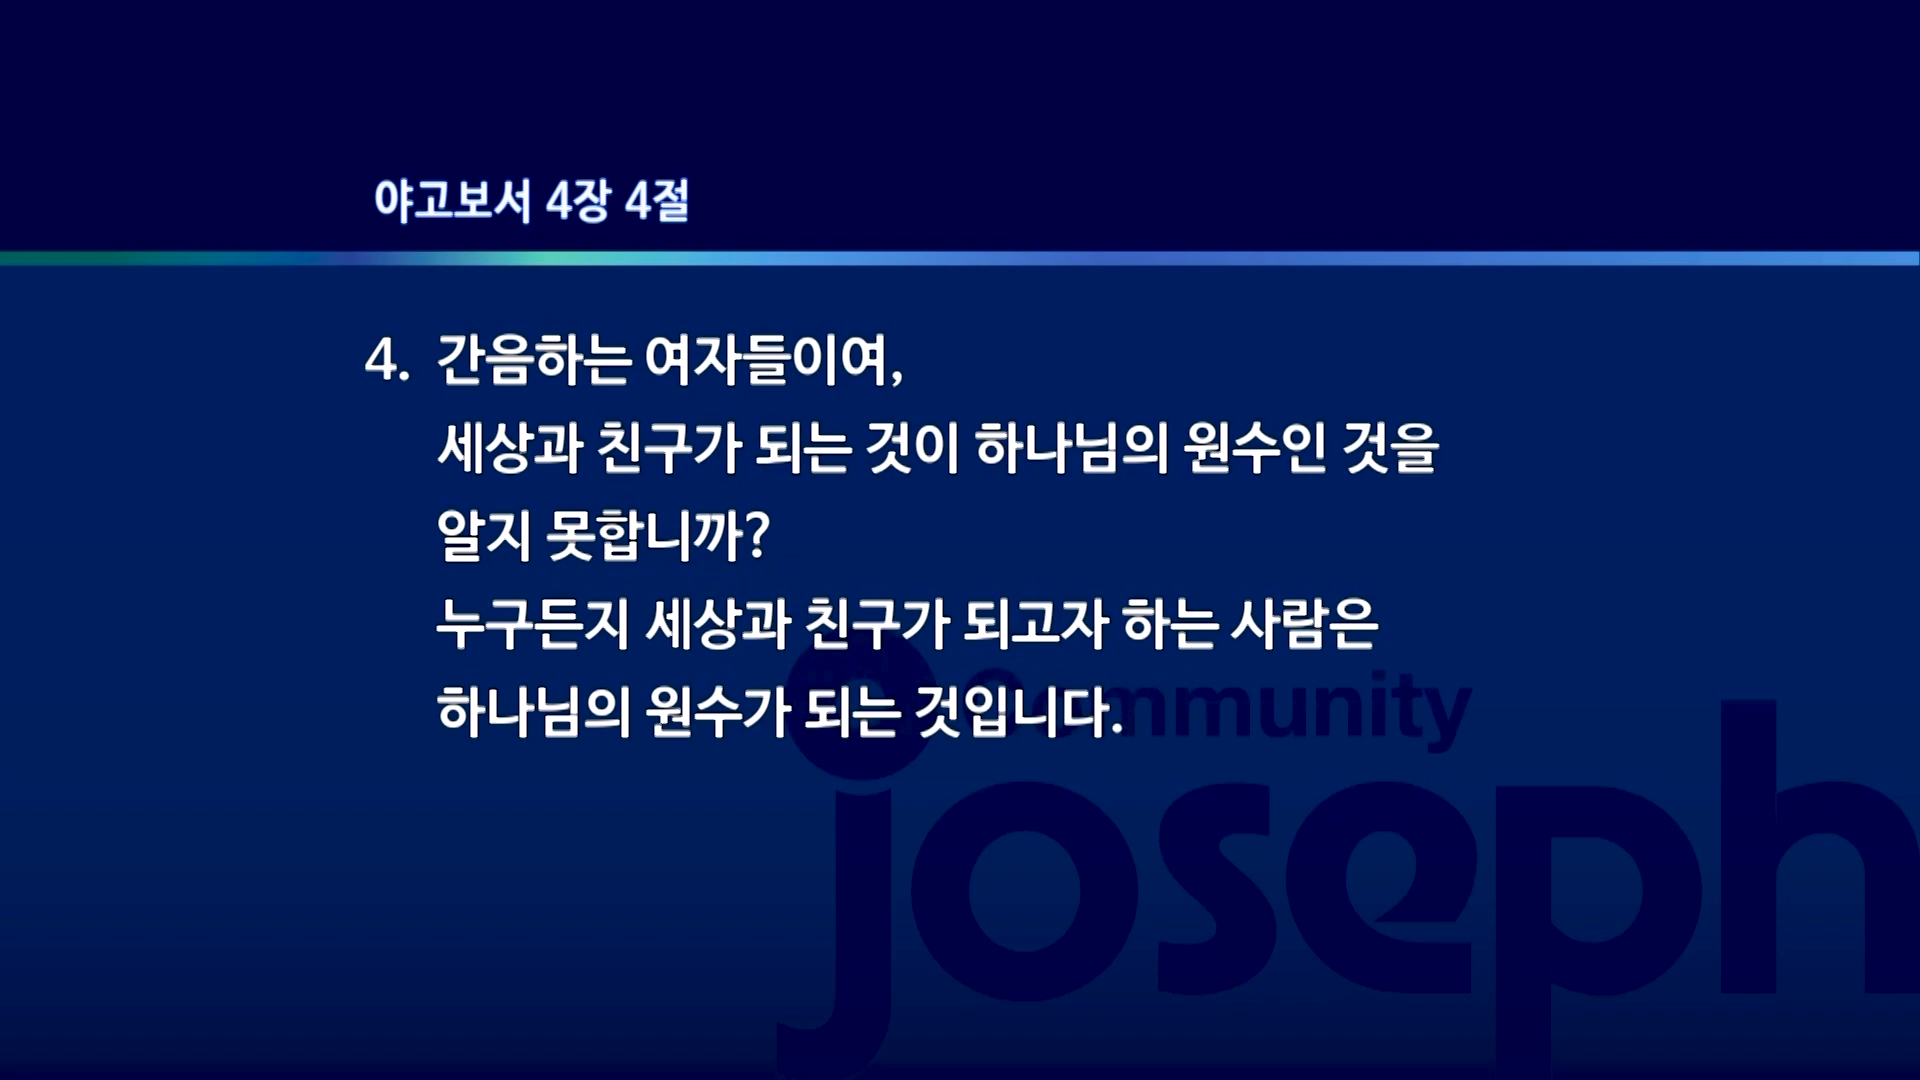 야고보서 4장 4절
4. 간음하는 여자들이여,
세상과 친구가 되는 것이 하나님의 원수인 것을
알지 못합니까?
누구든지 세상과 친구가 되고자 하는 사람은
하나님의 원수가 되는 것입니다.
Community
joseph